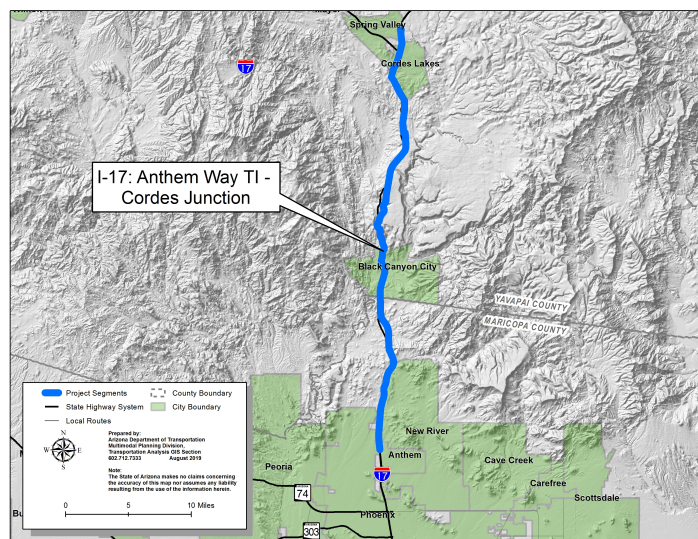 Spring Valley
Cordes Lakes
17
I-17: Anthem Way TI -
Cordes Junction
Black Canyon City
YAVAPAI COUNTY
MARICOPA COUNTY
Project Segments
County Boundary
State Highway System
City Boundary
Local Routes
N
W E
S
Prepared by:
Arizona Department of Transportation
Multimodal Planning Division,
Transportation Analysis GIS Section
602.712.7333 August 2019
Note:
The State of Arizona makes no claims concerning
the accuracy of this map nor assumes any liability
resulting from the use of the information herein.
0 5 10 Miles
New River
Anthem
Peoria
17
Cave Creek
Carefree
Scottsdale
74
Phoenix
303